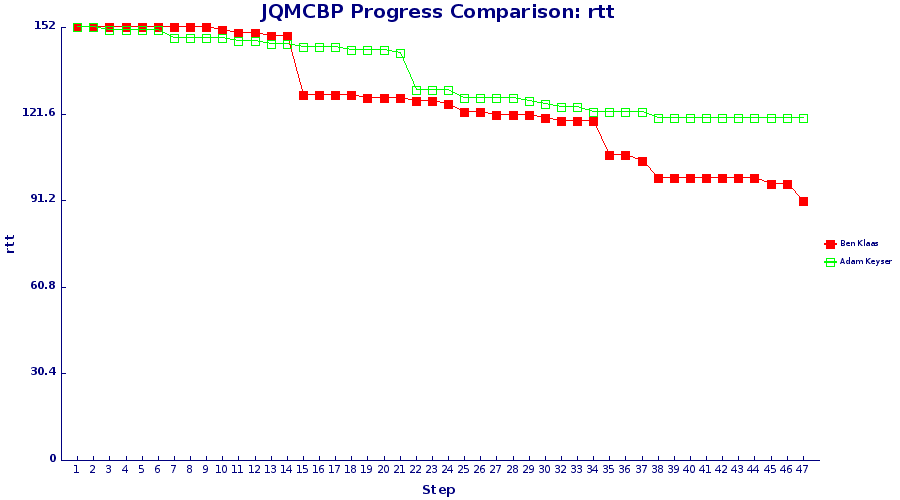 JQMCBP Progress Comparison: rtt
152
121.6
91.2
60.8
30.4
0
rtt
1 2 3 4 5 6 7 8 9 10 11 12 13 14 15 16 17 18 19 20 21 22 23 24 25 26 27 28 29 30 31 32 33 34 35 36 37 38 39 40 41 42 43 44 45 46 47
Step
Ben Klaas
Adam Keyser